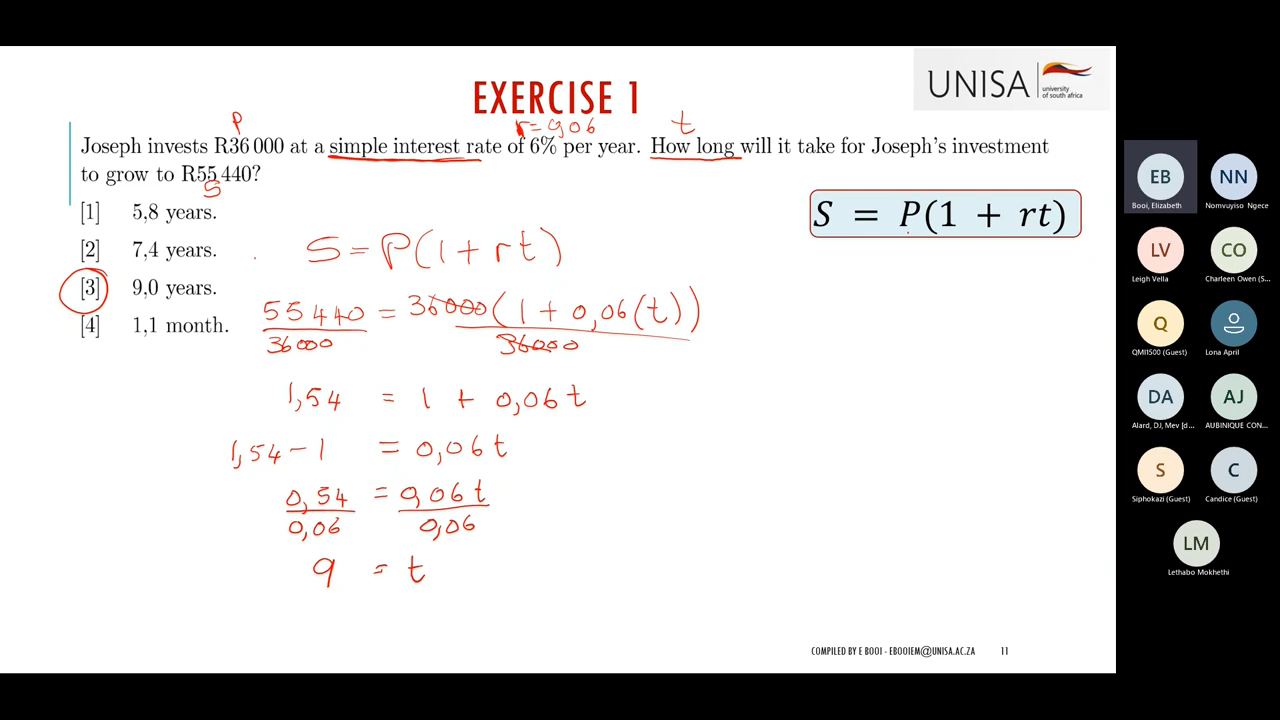 UNISA
university
of south africa
EXERCISE 1
P
r = 0,06
t
Joseph invests R36 000 at a simple interest rate of 6% per year. How long will it take for Joseph's investment
to grow to R55 440?
S
[1] 5,8 years.
[2] 7,4 years.
[3] 9,0 years.
[4] 1,1 month.
S = P(1 + rt)
S = P(1 + rt)
55440 = 36000(1 + 0,06(t))
36000 36000
1,54 = 1 + 0,06t
1,54 - 1 = 0,06t
0,54 = 0,06t
0,06 0,06
9 = t
COMPILED BY E BOOI - EBOOIEM@UNISA.AC.ZA 11
EB NN
Booi, Elizabeth Nomvuyiso Ngece
LV CO
Leigh Vella Charleen Owen (S...
Q
QMI1500 (Guest) Lona April
DA AJ
Alard, DJ, Mev [d... AUBINIQUE CON...
S C
Siphokazi (Guest) Candice (Guest)
LM
Lethabo Mokhethi